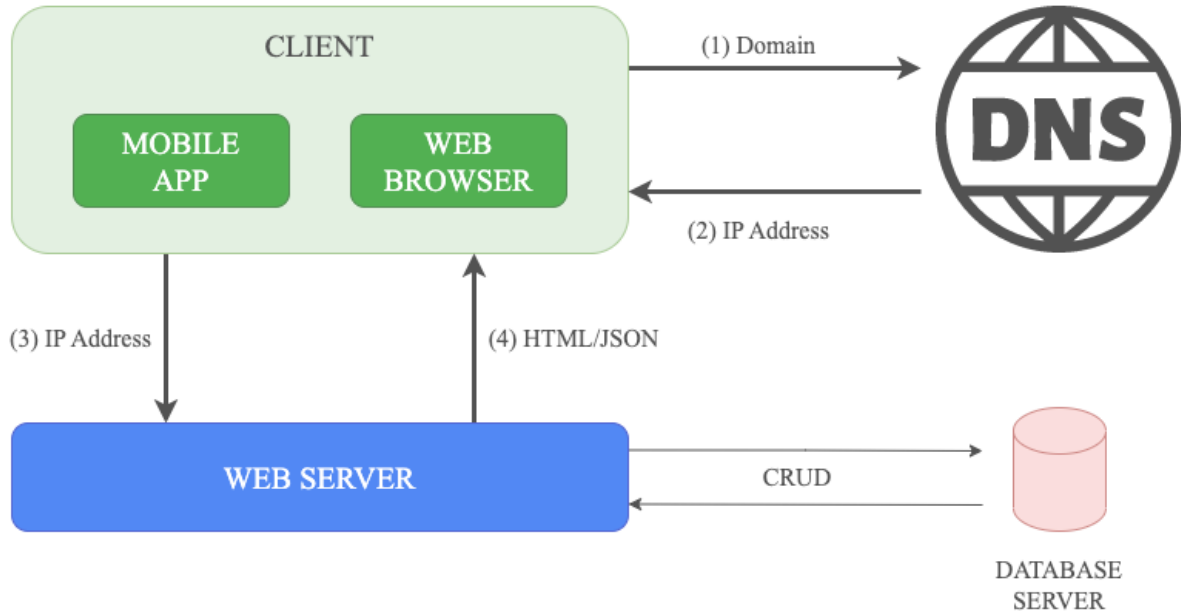 CLIENT
(1) Domain
MOBILE
APP
WEB
BROWSER
DNS
(2) IP Address
(3) IP Address
(4) HTML/JSON
WEB SERVER
CRUD
DATABASE
SERVER